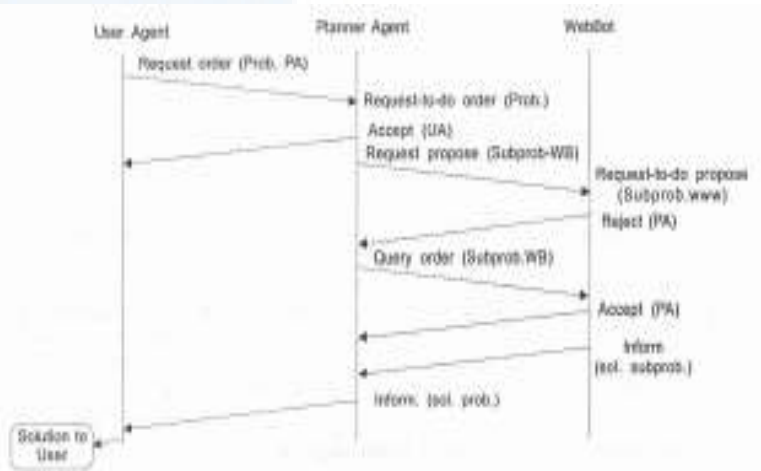 User Agent
Planner Agent
WebBot
Request order (Prob. PA)
Request-to-do order (Prob.)
Accept (UA)
Request propose (Subprob-WB)
Request-to-do propose
(Subprob.www)
Reject (PA)
Query order (Subprob.WB)
Accept (PA)
Inform
(sol. subprob.)
Inform. (sol. prob.)
Solution to
User